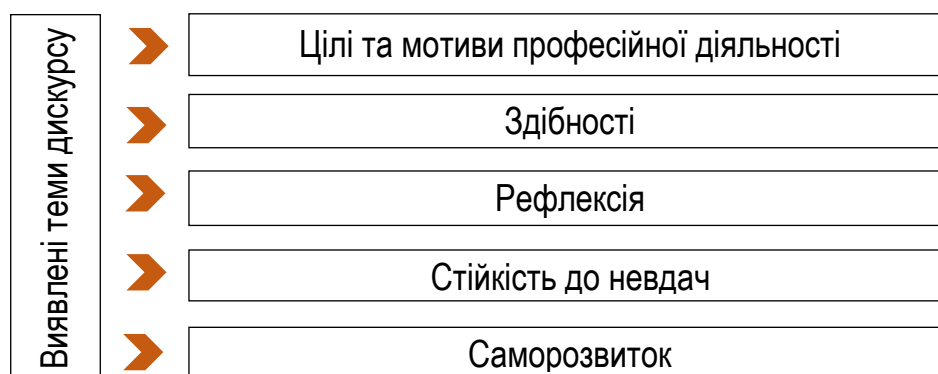 Виявлені теми дискурсу
Цілі та мотиви професійної діяльності
Здібності
Рефлексія
Стійкість до невдач
Саморозвиток